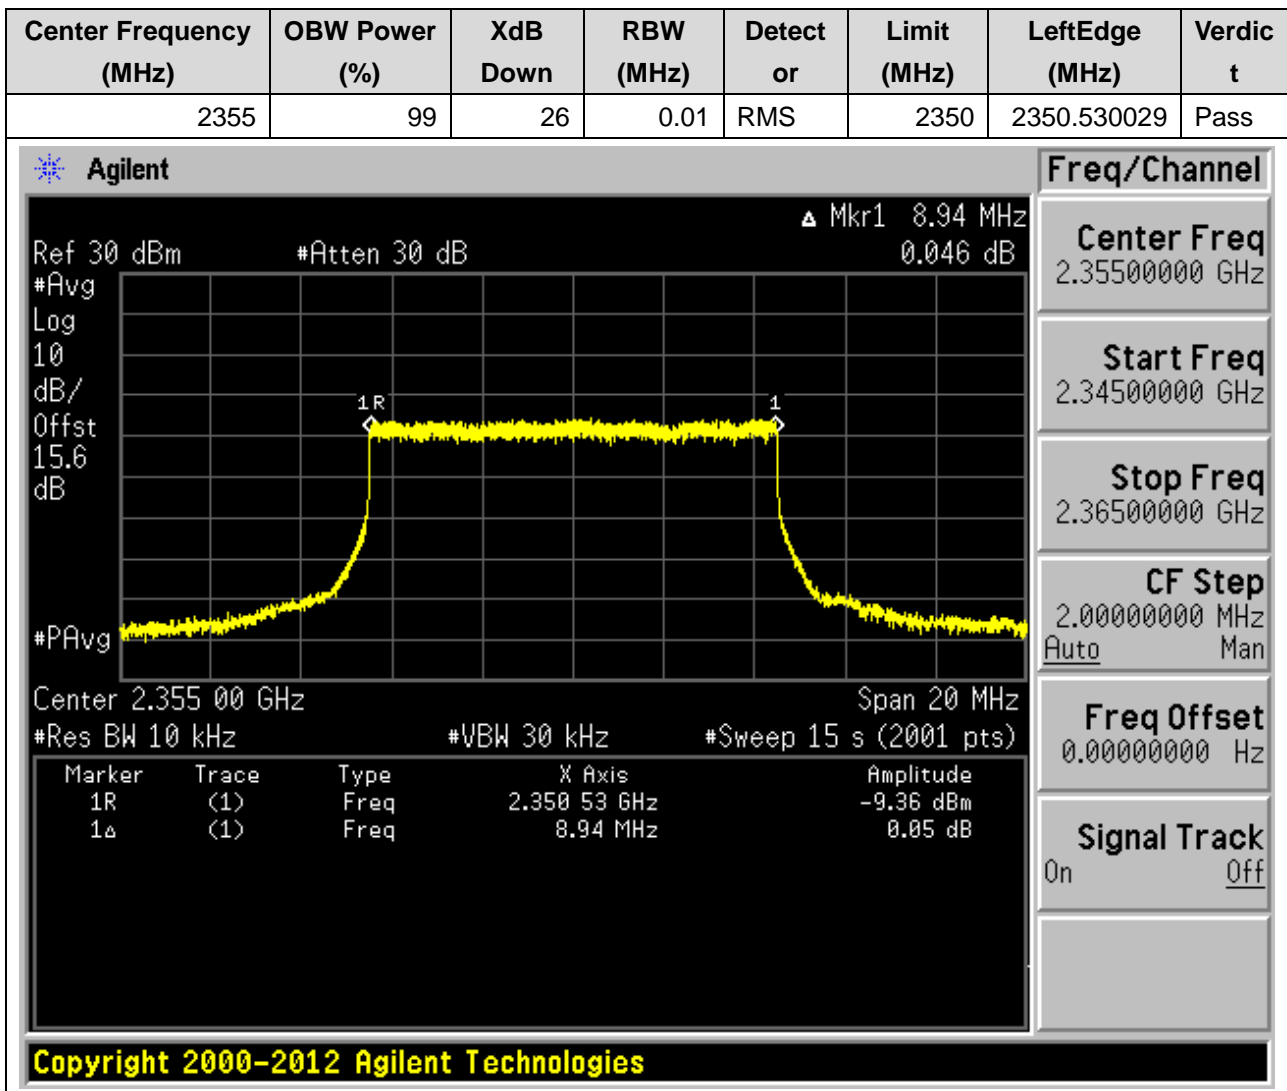 Center Frequency (MHz) OBW Power (%) XdB Down RBW (MHz) Detect or Limit (MHz) LeftEdge (MHz) Verdic t
2355 99 26 0.01 RMS 2350 2350.530029 Pass
Agilent
Freq/Channel
Δ Mkr1 8.94 MHz
Ref 30 dBm #Atten 30 dB 0.046 dB
#Avg
Log
10
dB/
Offst
15.6
dB
#PAvg
1R
1
Center 2.355 00 GHz Span 20 MHz
#Res BW 10 kHz #VBW 30 kHz #Sweep 15 s (2001 pts)
Marker Trace Type X Axis Amplitude
1R (1) Freq 2.350 53 GHz -9.36 dBm
1Δ (1) Freq 8.94 MHz 0.05 dB
Center Freq
2.35500000 GHz
Start Freq
2.34500000 GHz
Stop Freq
2.36500000 GHz
CF Step
2.00000000 MHz
Auto Man
Freq Offset
0.00000000 Hz
Signal Track
On Off
Copyright 2000-2012 Agilent Technologies